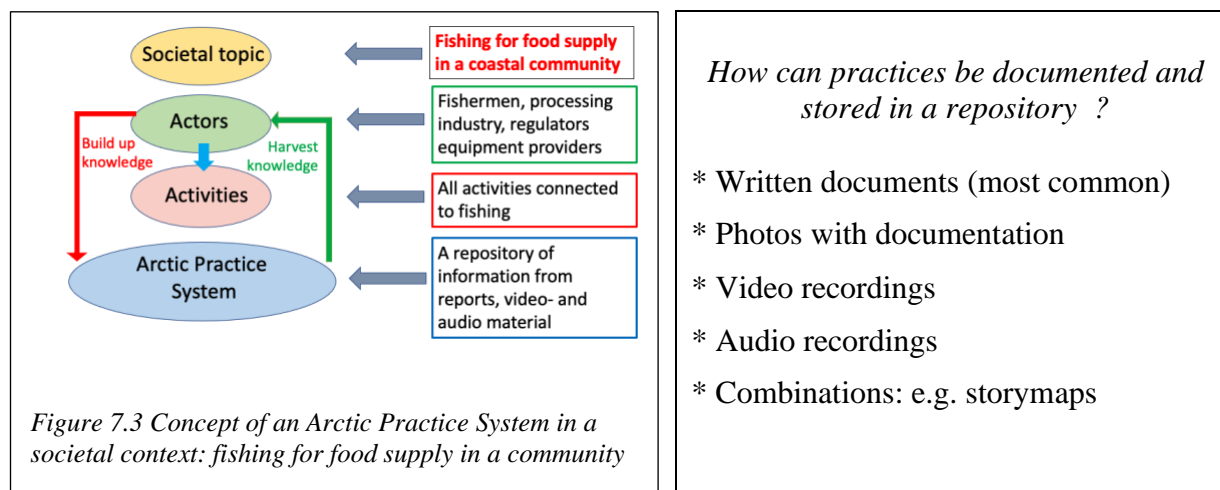 Societal topic
Fishing for food supply
in a coastal community
Actors
Fishermen, processing
industry, regulators
equipment providers
Build up
knowledge
Harvest
knowledge
Activities
All activities connected
to fishing
Arctic Practice
System
A repository of
information from
reports, video- and
audio material
Figure 7.3 Concept of an Arctic Practice System in a
societal context: fishing for food supply in a community
How can practices be documented and
stored in a repository ?
* Written documents (most common)
* Photos with documentation
* Video recordings
* Audio recordings
* Combinations: e.g. storymaps